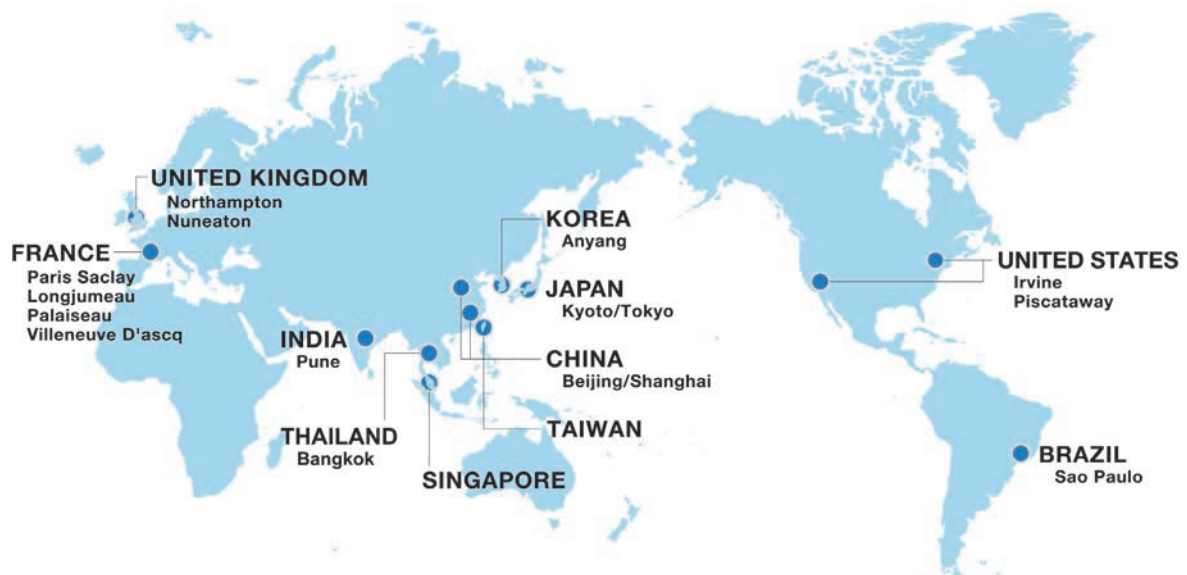 UNITED KINGDOM
Northampton
Nuneaton
FRANCE
Paris Saclay
Longjumeau
Palaiseau
Villeneuve D'ascq
INDIA
Pune
THAILAND
Bangkok
SINGAPORE
KOREA
Anyang
JAPAN
Kyoto/Tokyo
CHINA
Beijing/Shanghai
TAIWAN
UNITED STATES
Irvine
Piscataway
BRAZIL
Sao Paulo